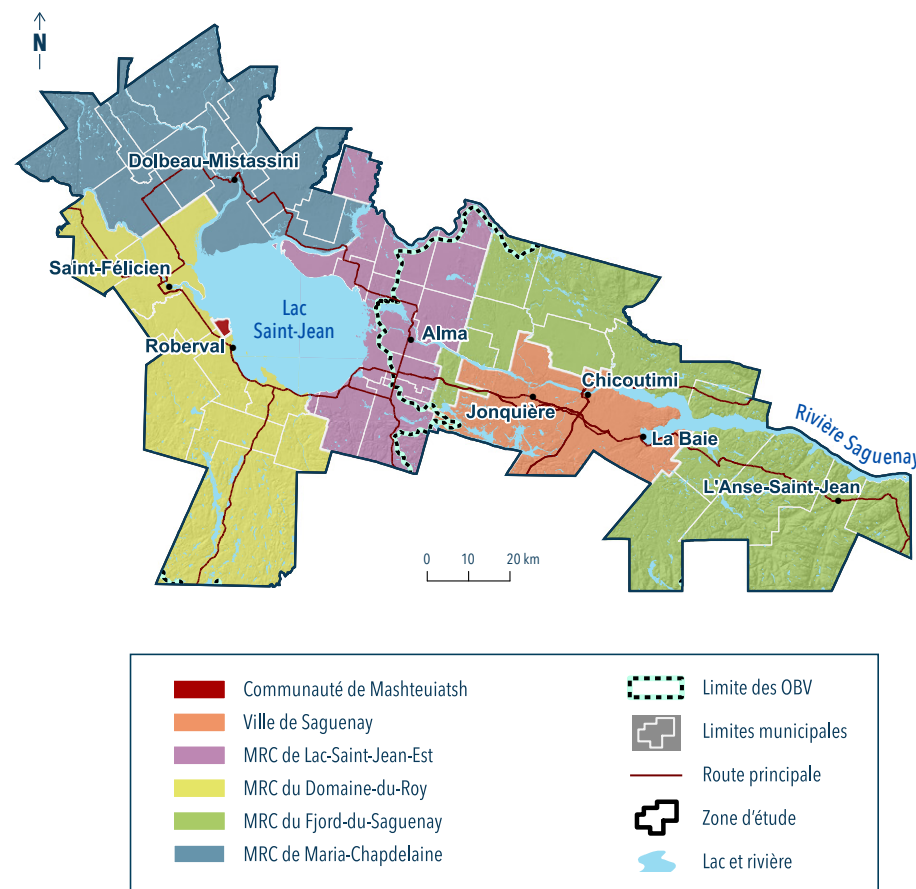 N
Dolbeau-Mistassini
Saint-Félicien
Lac
Saint-Jean
Roberval
Alma
Chicoutimi
Jonquière
La Baie
Rivière Saguenay
L'Anse-Saint-Jean
0 10 20 km
Communauté de Mashteuiatsh
Ville de Saguenay
MRC de Lac-Saint-Jean-Est
MRC du Domaine-du-Roy
MRC du Fjord-du-Saguenay
MRC de Maria-Chapdelaine
Limite des OBV
Limites municipales
Route principale
Zone d'étude
Lac et rivière